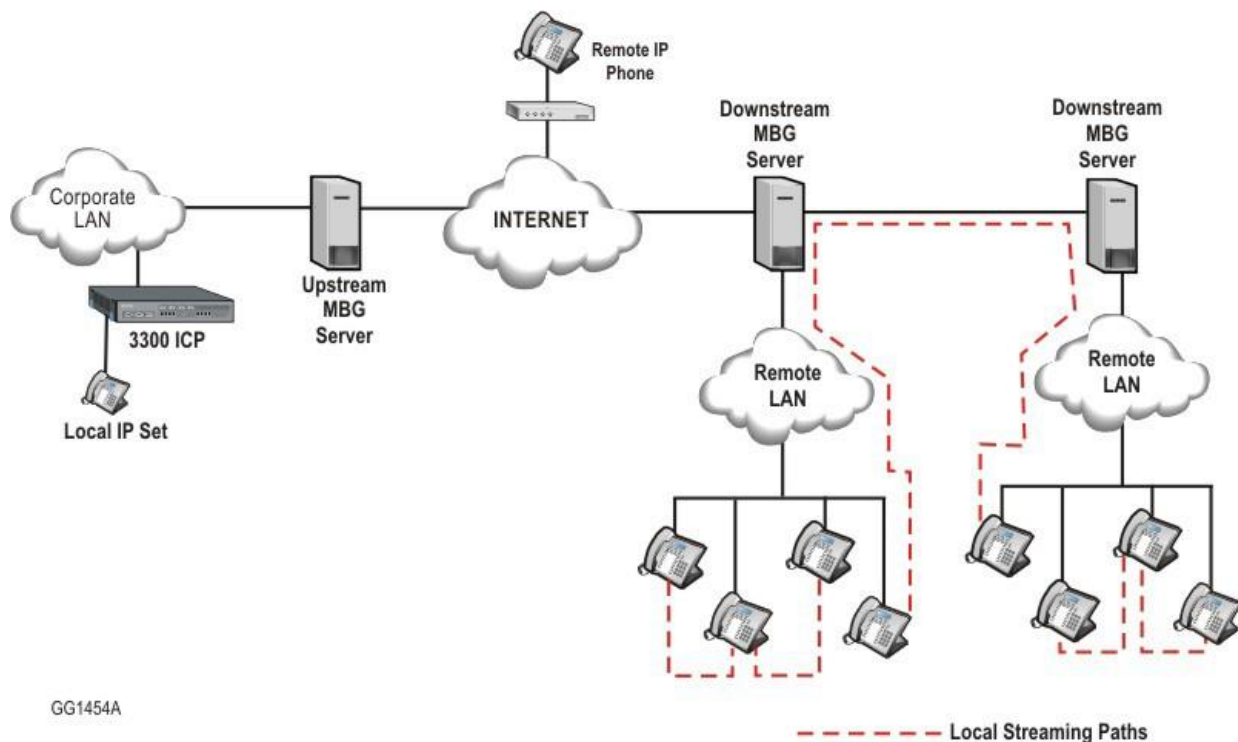 Remote IP
Phone
Downstream
MBG
Server
Downstream
MBG
Server
Corporate
LAN
INTERNET
Upstream
MBG
Server
3300 ICP
Local IP Set
Remote
LAN
Remote
LAN
GG1454A
Local Streaming Paths